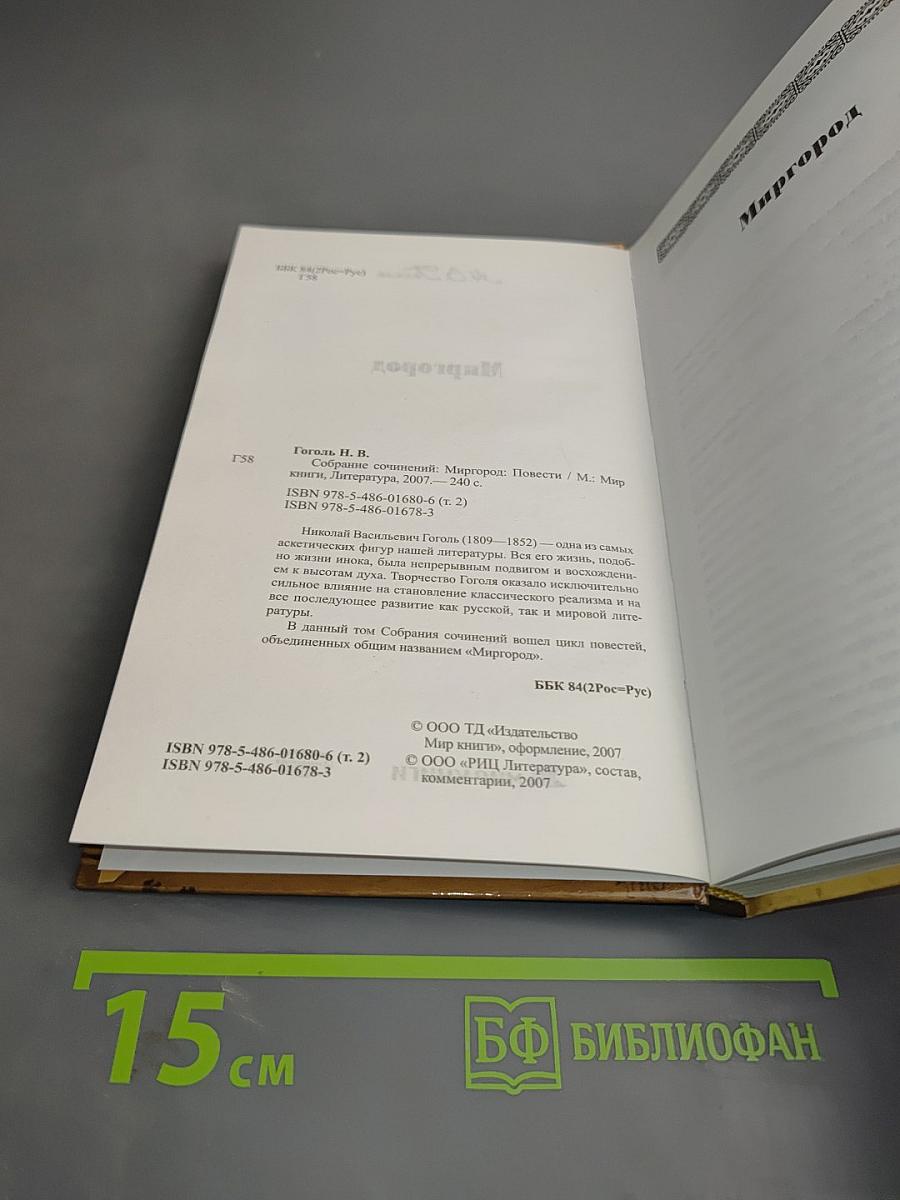 ББК 84(2Рос=Рус)
Г58
Г58
Гоголь Н. В.
Собрание сочинений: Миргород: Повести / М.: Мир
книги, Литература, 2007.— 240 с.
ISBN 978-5-486-01680-6 (т. 2)
ISBN 978-5-486-01678-3
Николай Васильевич Гоголь (1809—1852) — одна из самых
аскетических фигур нашей литературы. Вся его жизнь, подоб-
но жизни инока, была непрерывным подвигом и восхождени-
ем к высотам духа. Творчество Гоголя оказало исключительно
сильное влияние на становление классического реализма и на
все последующее развитие как русской, так и мировой лите-
ратуры.
В данный том Собрания сочинений вошел цикл повестей,
объединенных общим названием «Миргород».
ББК 84(2Рос=Рус)
ISBN 978-5-486-01680-6 (т. 2)
ISBN 978-5-486-01678-3
© ООО ТД «Издательство
Мир книги», оформление, 2007
© ООО «РИЦ Литература», состав,
комментарии, 2007
Миргород
15 см
БФ БИБЛИОФАН